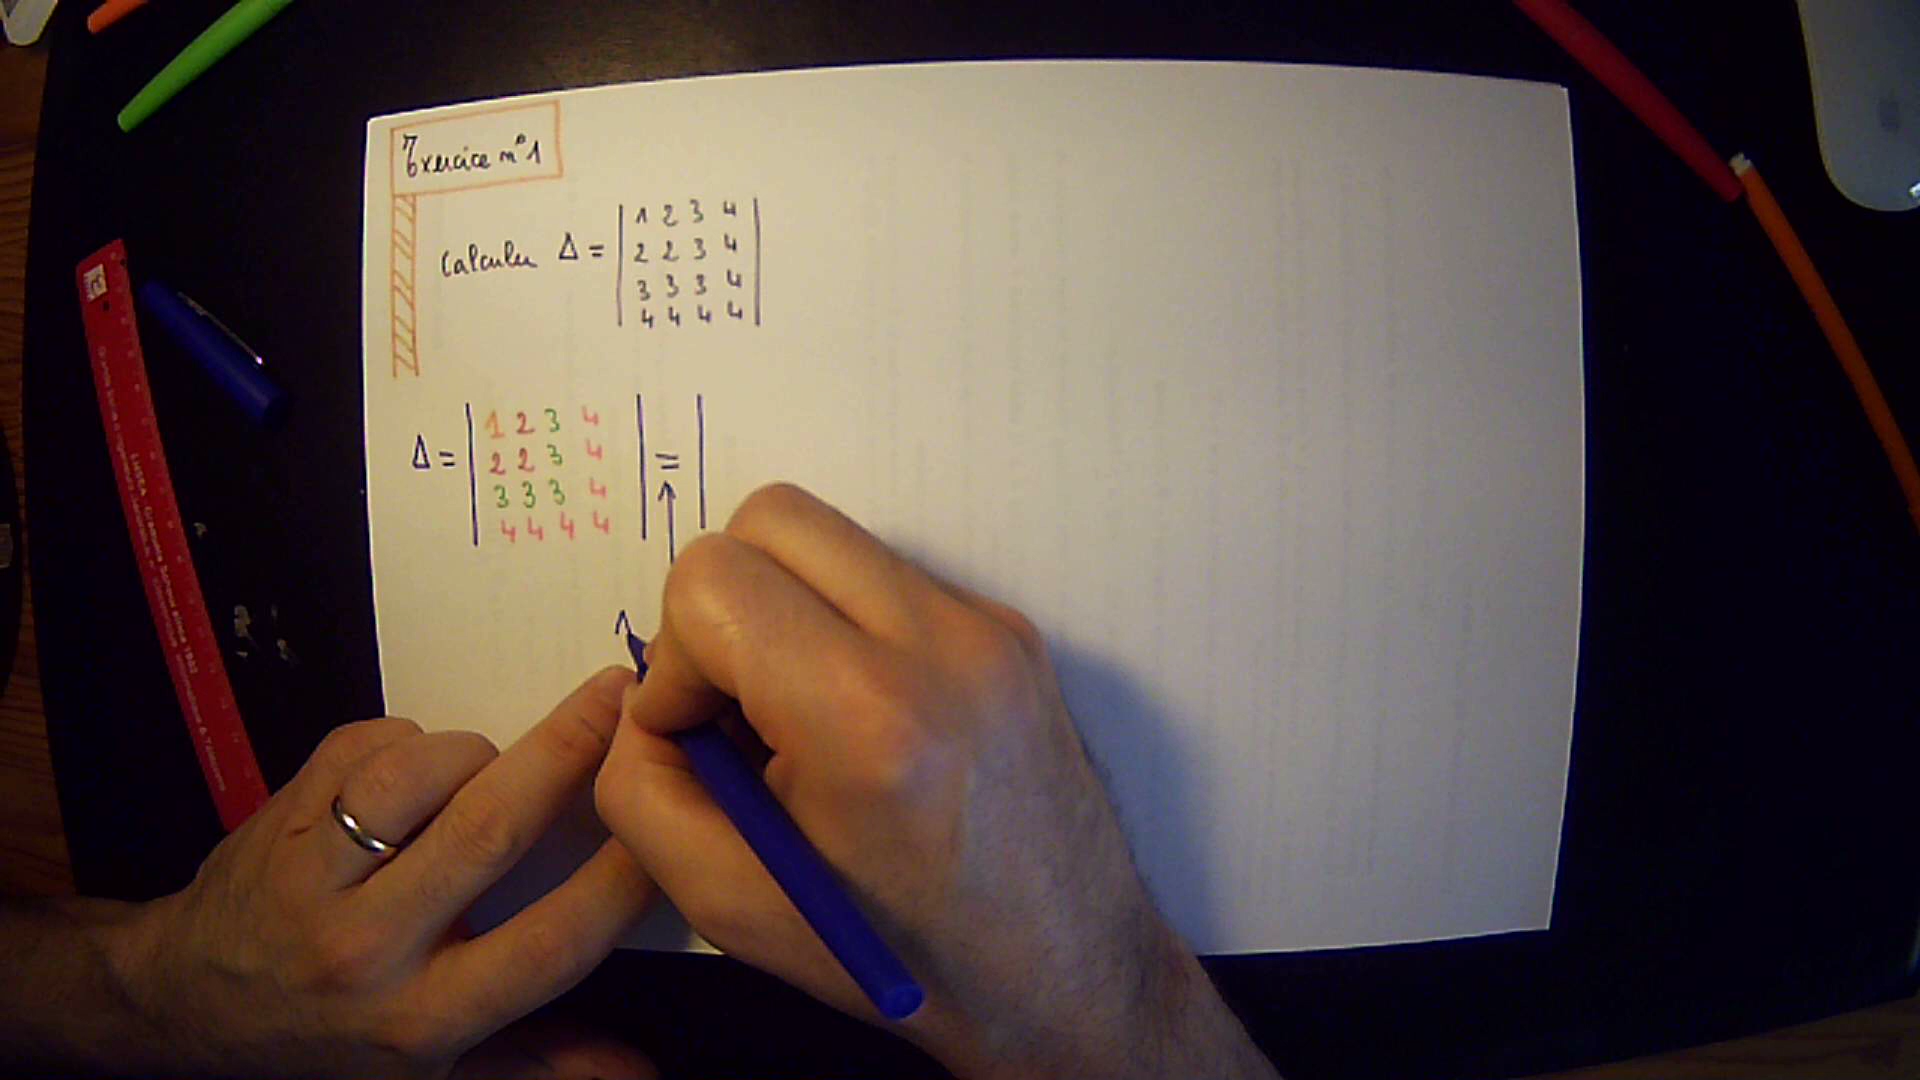 Exercice n°1
Calculer Δ = | 1 2 3 4 |
| 2 2 3 4 |
| 3 3 3 4 |
| 4 4 4 4 |
Δ = | 1 2 3 4 | = |
| 2 2 3 4 |
| 3 3 3 4 |
| 4 4 4 4 |